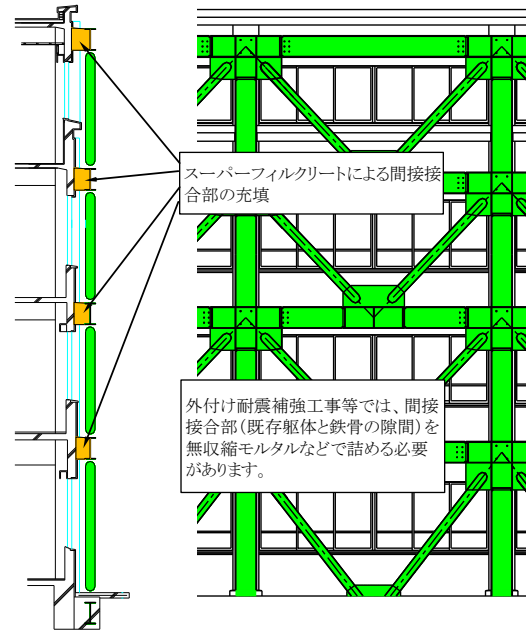 スーパーフィルクリートによる間接接
合部の充填
外付け耐震補強工事等では、間接
接合部(既存躯体と鉄骨の隙間)を
無収縮モルタルなどで詰める必要
があります。